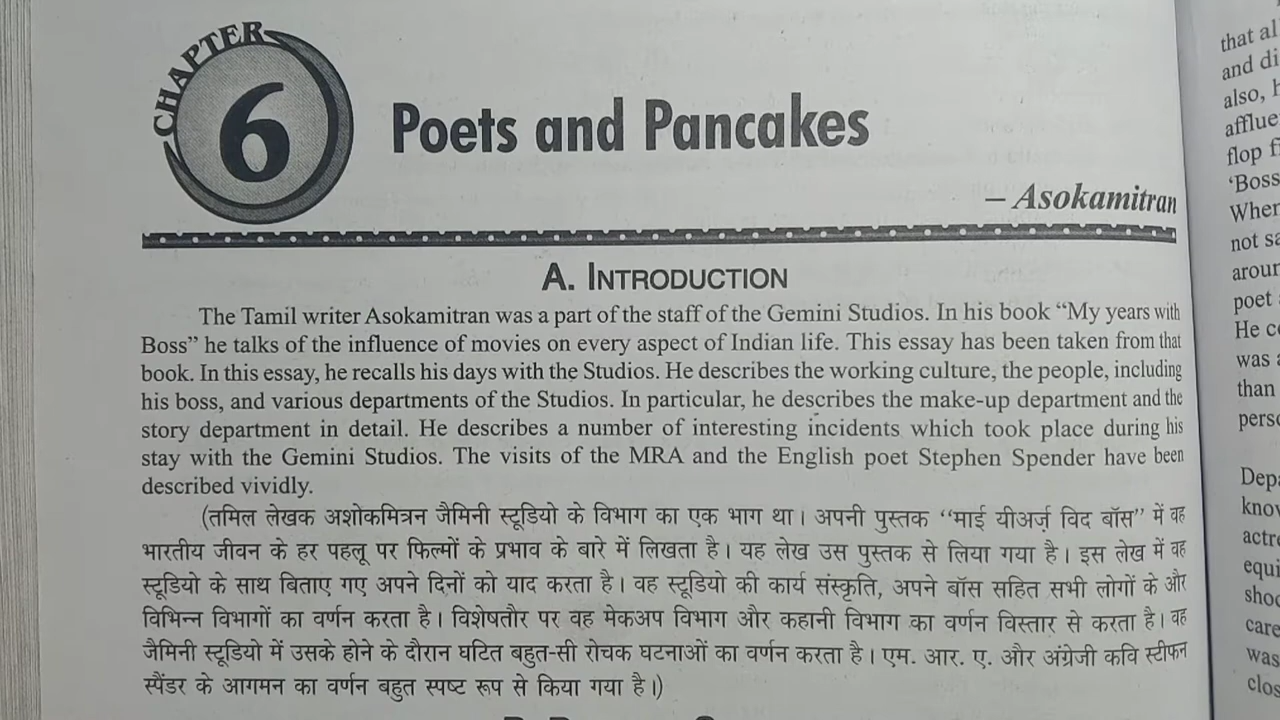 CHAPTER
6
Poets and Pancakes
– Asokamitran
A. INTRODUCTION
The Tamil writer Asokamitran was a part of the staff of the Gemini Studios. In his book “My years with
Boss” he talks of the influence of movies on every aspect of Indian life. This essay has been taken from that
book. In this essay, he recalls his days with the Studios. He describes the working culture, the people, including
his boss, and various departments of the Studios. In particular, he describes the make-up department and the
story department in detail. He describes a number of interesting incidents which took place during his
stay with the Gemini Studios. The visits of the MRA and the English poet Stephen Spender have been
described vividly.
(तमिल लेखक अशोकमित्रन जैमिनी स्टूडियो के विभाग का एक भाग था। अपनी पुस्तक “माई यीअर्ज़ विद बॉस” में वह
भारतीय जीवन के हर पहलू पर फिल्मों के प्रभाव के बारे में लिखता है। यह लेख उस पुस्तक से लिया गया है। इस लेख में वह
स्टूडियो के साथ बिताए गए अपने दिनों को याद करता है। वह स्टूडियो की कार्य संस्कृति, अपने बॉस सहित सभी लोगों के और
विभिन्न विभागों का वर्णन करता है। विशेषतौर पर वह मेकअप विभाग और कहानी विभाग का वर्णन विस्तार से करता है। वह
जैमिनी स्टूडियो में उसके होने के दौरान घटित बहुत-सी रोचक घटनाओं का वर्णन करता है। एम. आर. ए. और अंग्रेजी कवि स्टीफन
स्पैंडर के आगमन का वर्णन बहुत स्पष्ट रूप से किया गया है।)
that al
and di
also, h
afflue
flop f
‘Boss
When
not sa
aroun
poet
He c
was a
than
perso
Depa
know
actre
equi
shoo
care
was
clos